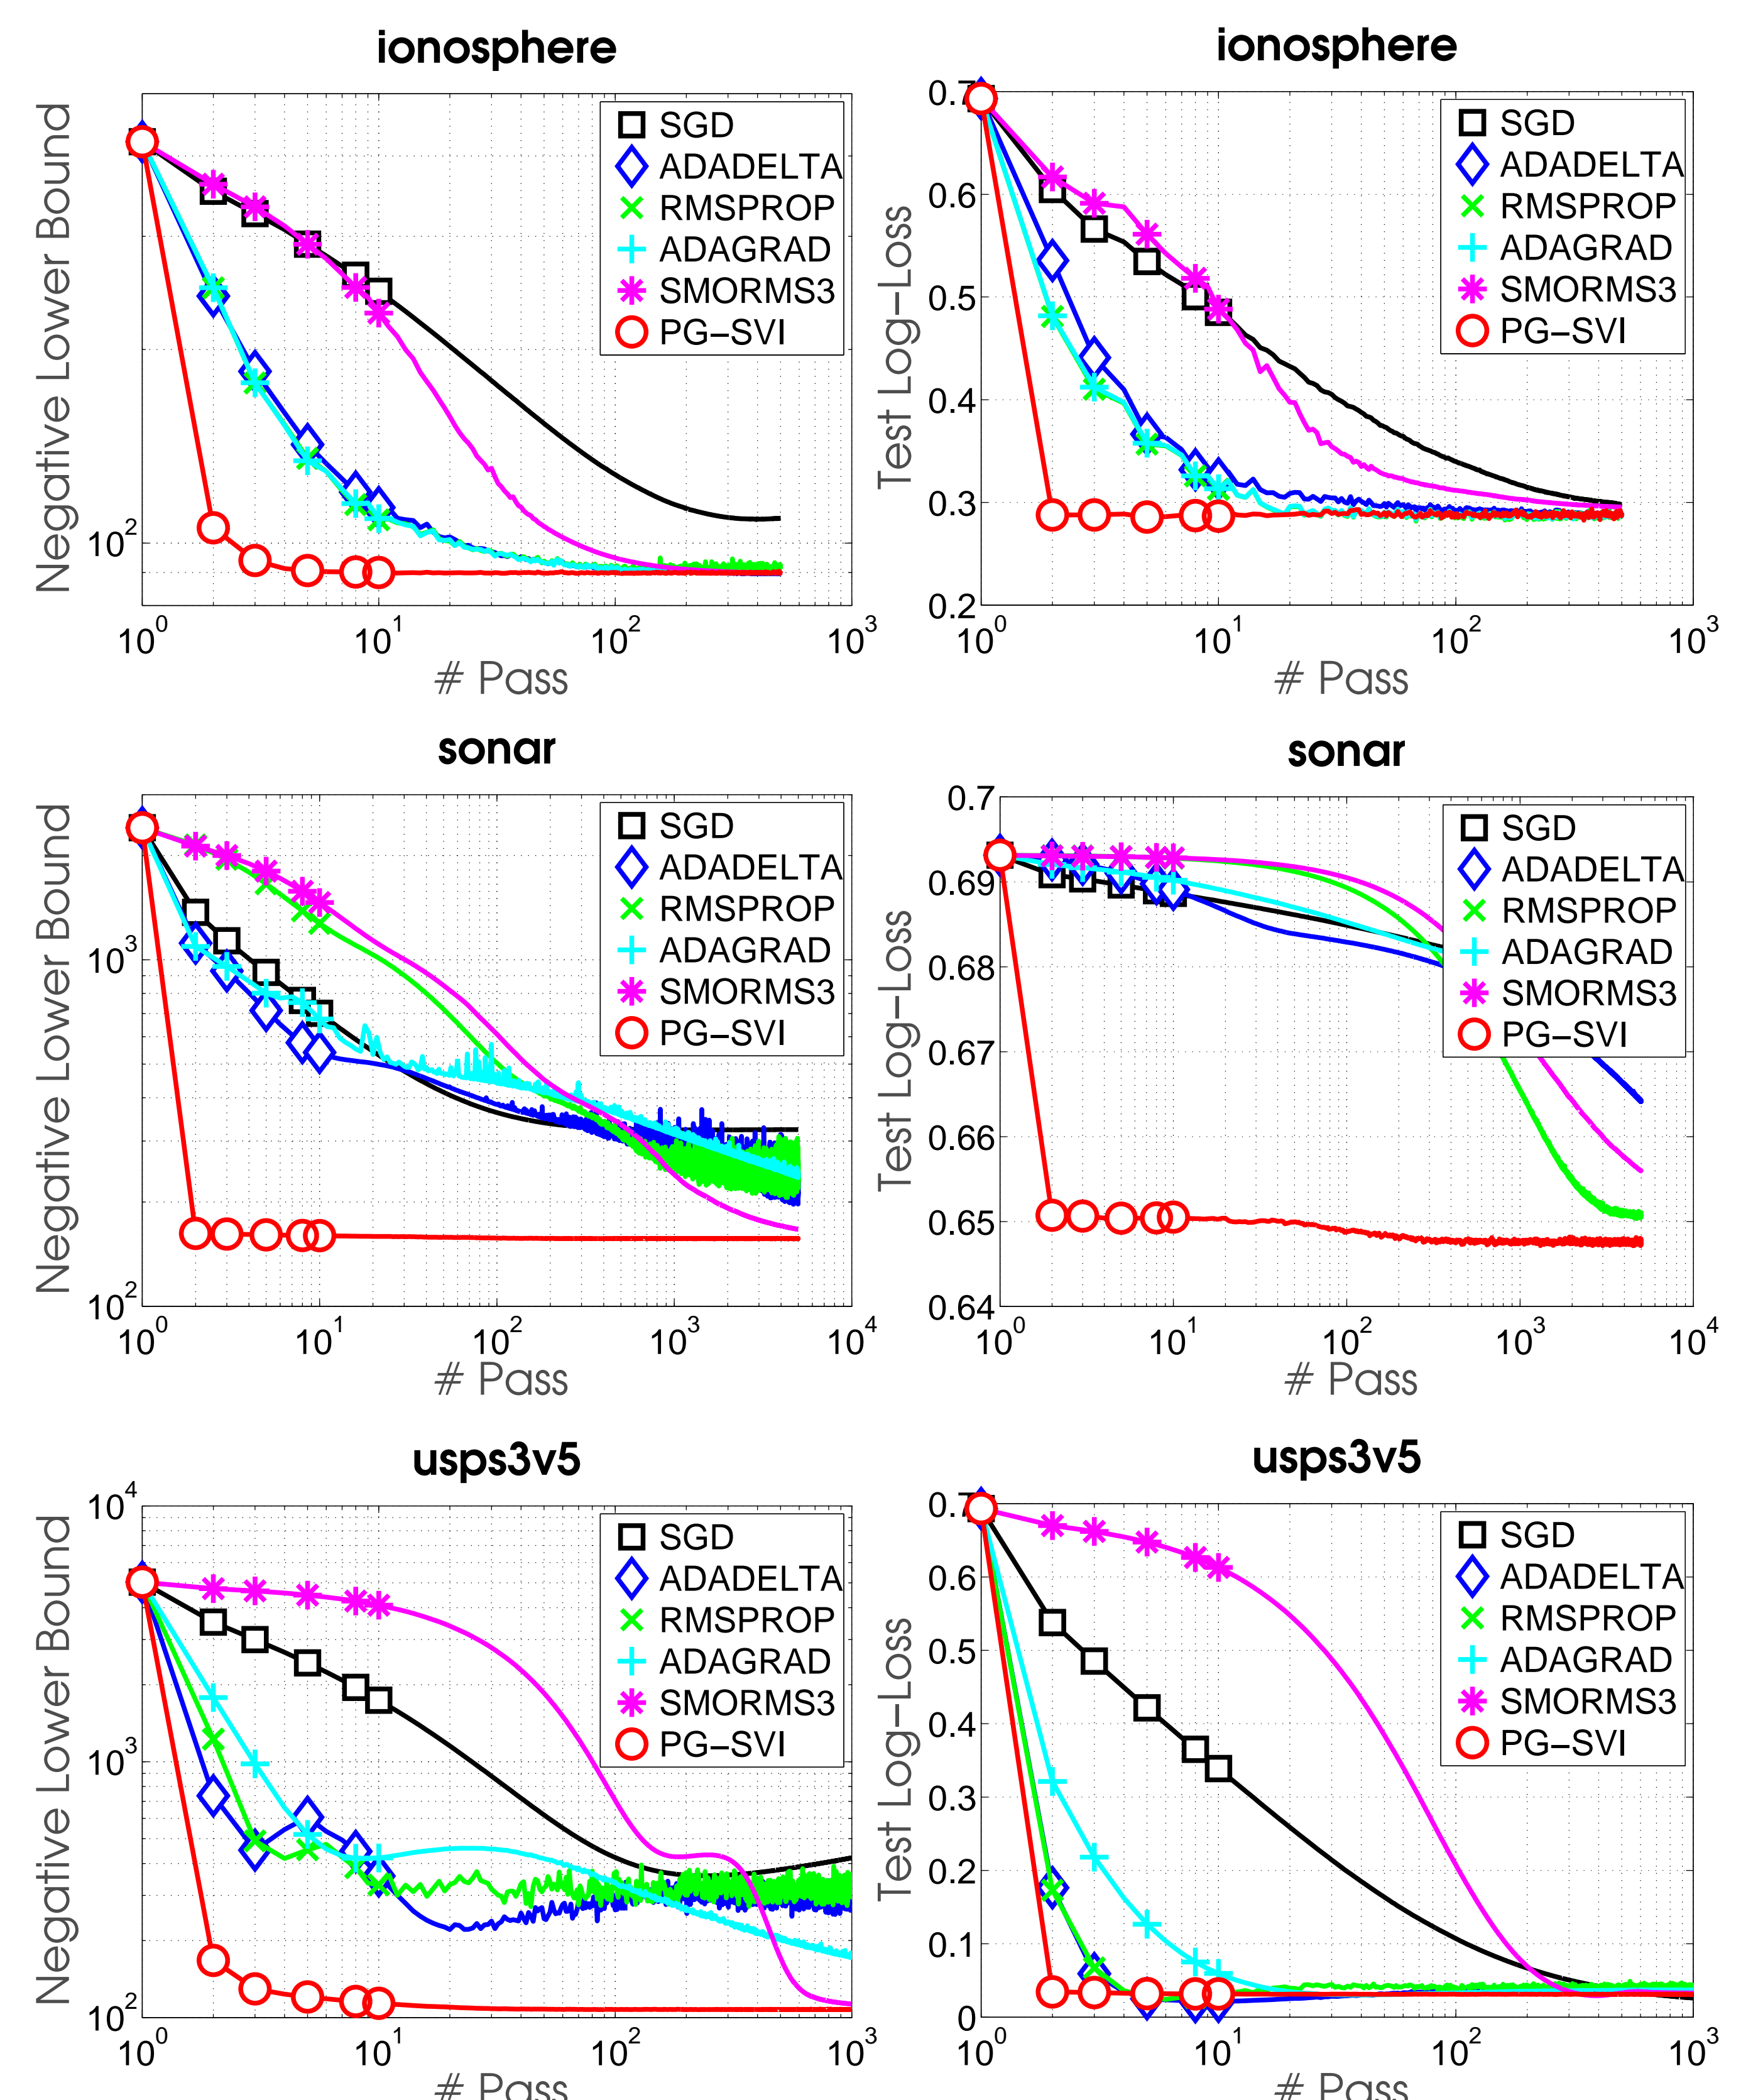 ionosphere
Negative Lower Bound
10^2
10^0 10^1 10^2 10^3
# Pass
SGD
ADADELTA
RMSPROP
ADAGRAD
SMORMS3
PG–SVI
ionosphere
Test Log–Loss
0.7
0.6
0.5
0.4
0.3
0.2
10^0 10^1 10^2 10^3
# Pass
SGD
ADADELTA
RMSPROP
ADAGRAD
SMORMS3
PG–SVI
sonar
Negative Lower Bound
10^3
10^2
10^0 10^1 10^2 10^3 10^4
# Pass
SGD
ADADELTA
RMSPROP
ADAGRAD
SMORMS3
PG–SVI
sonar
Test Log–Loss
0.7
0.69
0.68
0.67
0.66
0.65
0.64
10^0 10^1 10^2 10^3 10^4
# Pass
SGD
ADADELTA
RMSPROP
ADAGRAD
SMORMS3
PG–SVI
usps3v5
Negative Lower Bound
10^4
10^3
10^2
10^0 10^1 10^2 10^3
# Pass
SGD
ADADELTA
RMSPROP
ADAGRAD
SMORMS3
PG–SVI
usps3v5
Test Log–Loss
0.7
0.6
0.5
0.4
0.3
0.2
0.1
0
10^0 10^1 10^2 10^3
# Pass
SGD
ADADELTA
RMSPROP
ADAGRAD
SMORMS3
PG–SVI